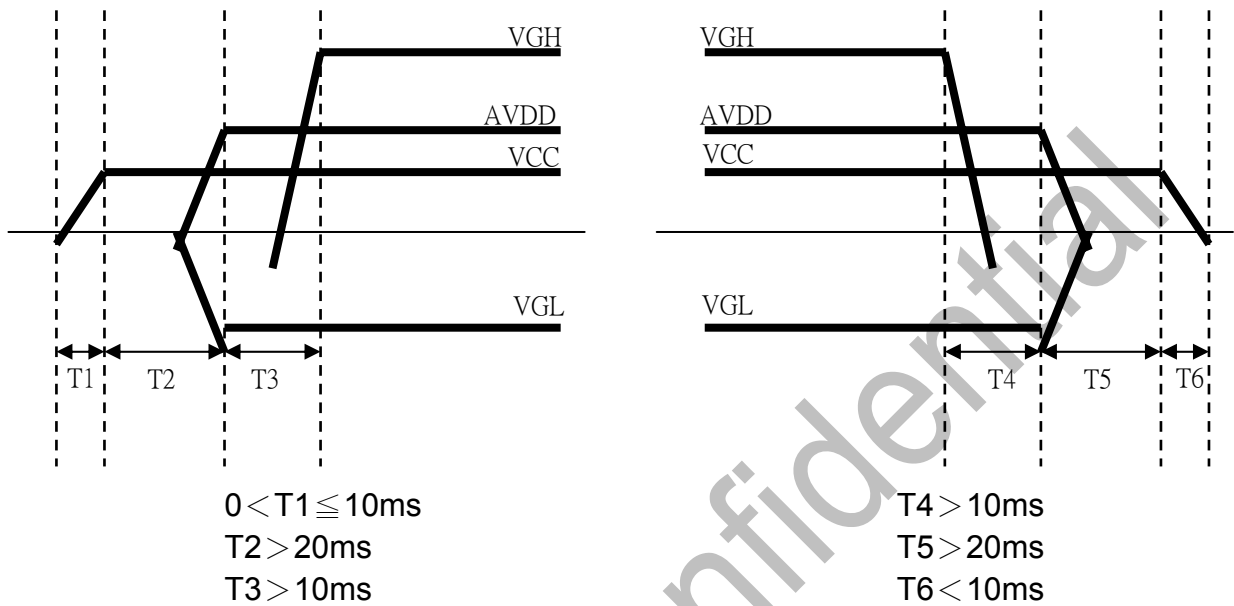 VGH
AVDD
VCC
VGL
T1 T2 T3
0<T1≦10ms
T2>20ms
T3>10ms
VGH
AVDD
VCC
VGL
T4 T5 T6
T4>10ms
T5>20ms
T6<10ms
nfidential